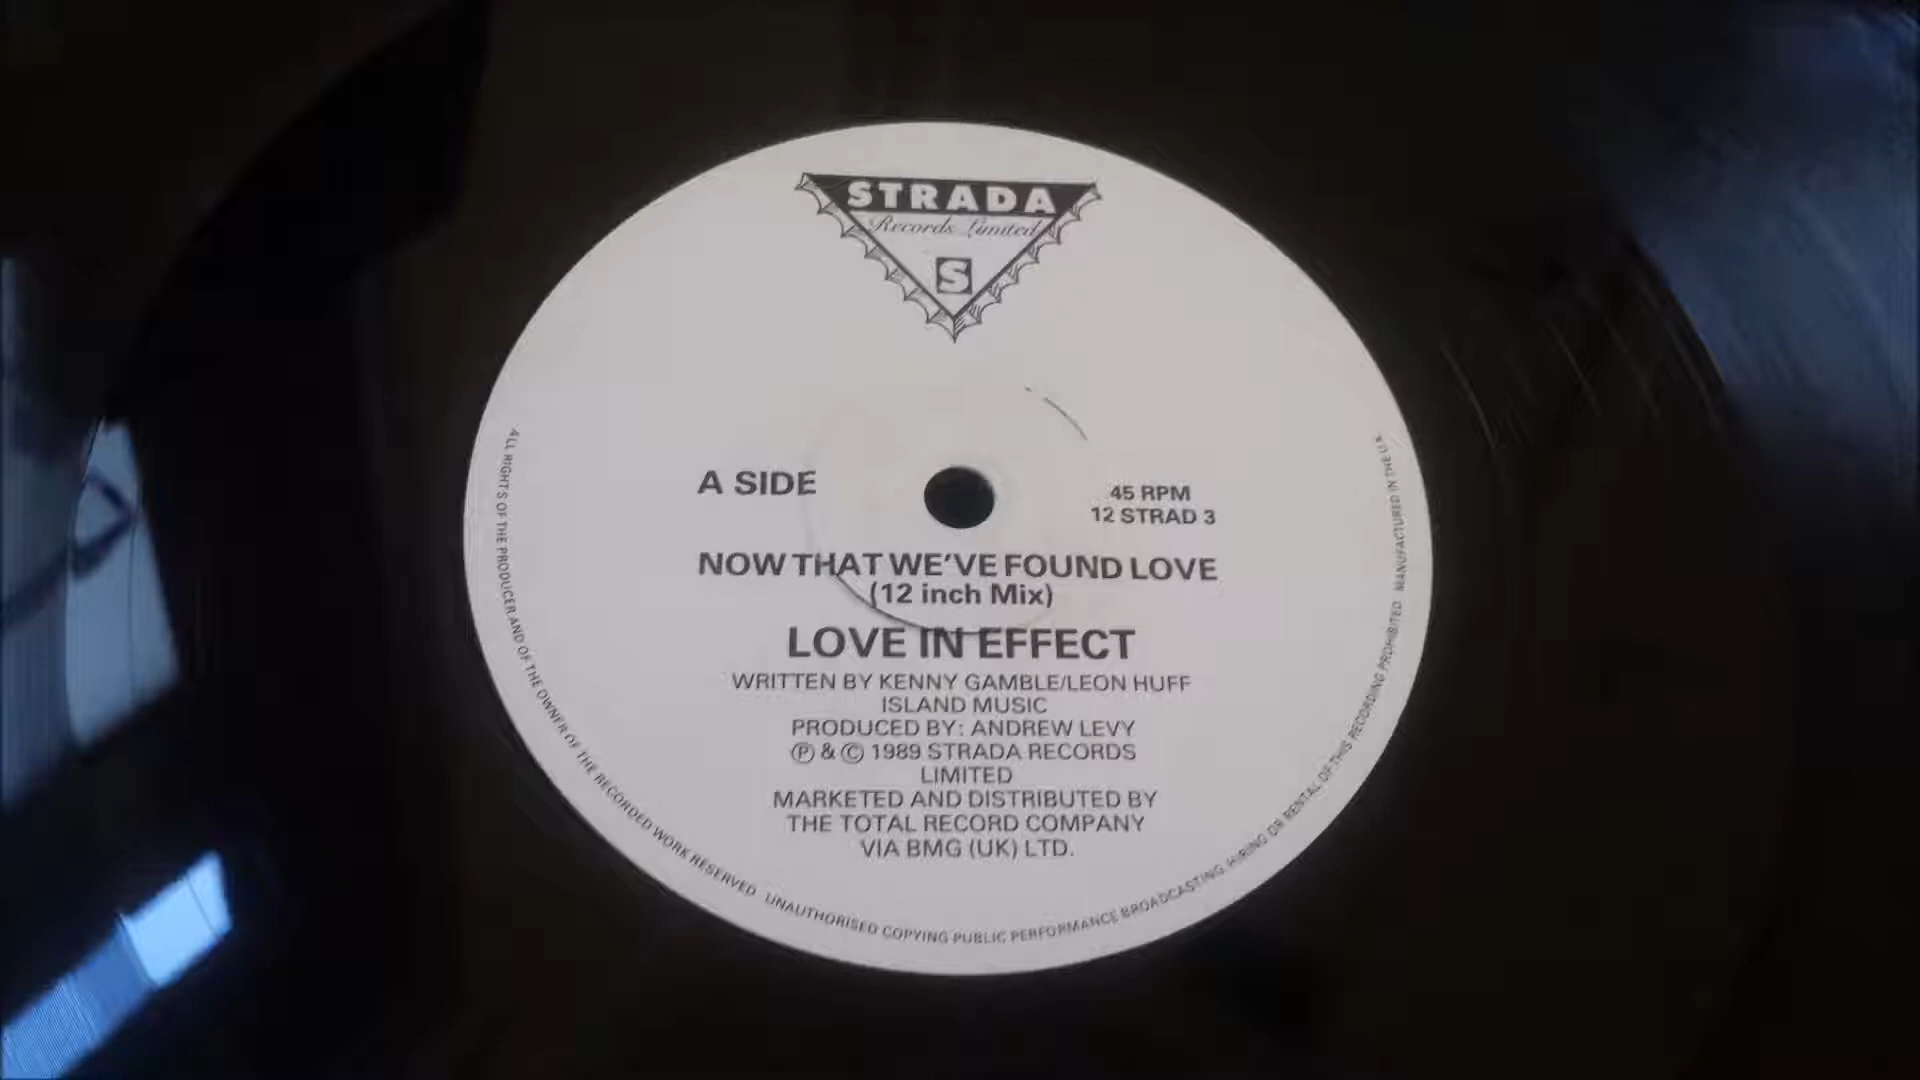 STRADA
Records Limited
S
A SIDE
45 RPM
12 STRAD 3
NOW THAT WE'VE FOUND LOVE
(12 inch Mix)
LOVE IN EFFECT
WRITTEN BY KENNY GAMBLE/LEON HUFF
ISLAND MUSIC
PRODUCED BY: ANDREW LEVY
Ⓟ & © 1989 STRADA RECORDS
LIMITED
MARKETED AND DISTRIBUTED BY
THE TOTAL RECORD COMPANY
VIA BMG (UK) LTD.
ALL RIGHTS OF THE PRODUCER AND OF THE OWNER OF THE RECORDED WORK RESERVED UNAUTHORISED COPYING PUBLIC PERFORMANCE BROADCASTING HIRING OR RENTAL OF THIS RECORDING PROHIBITED MANUFACTURED IN THE U.K.